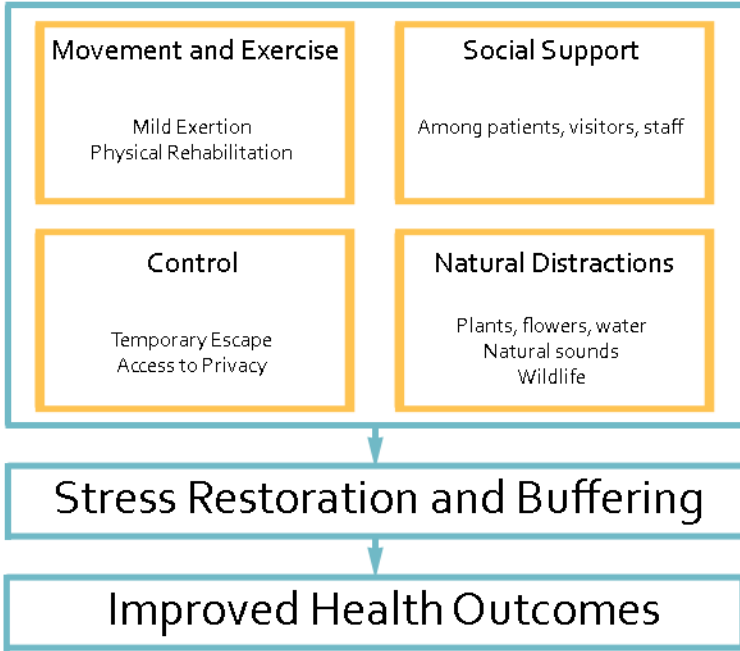 Movement and Exercise
Mild Exertion
Physical Rehabilitation
Social Support
Among patients, visitors, staff
Control
Temporary Escape
Access to Privacy
Natural Distractions
Plants, flowers, water
Natural sounds
Wildlife
Stress Restoration and Buffering
Improved Health Outcomes